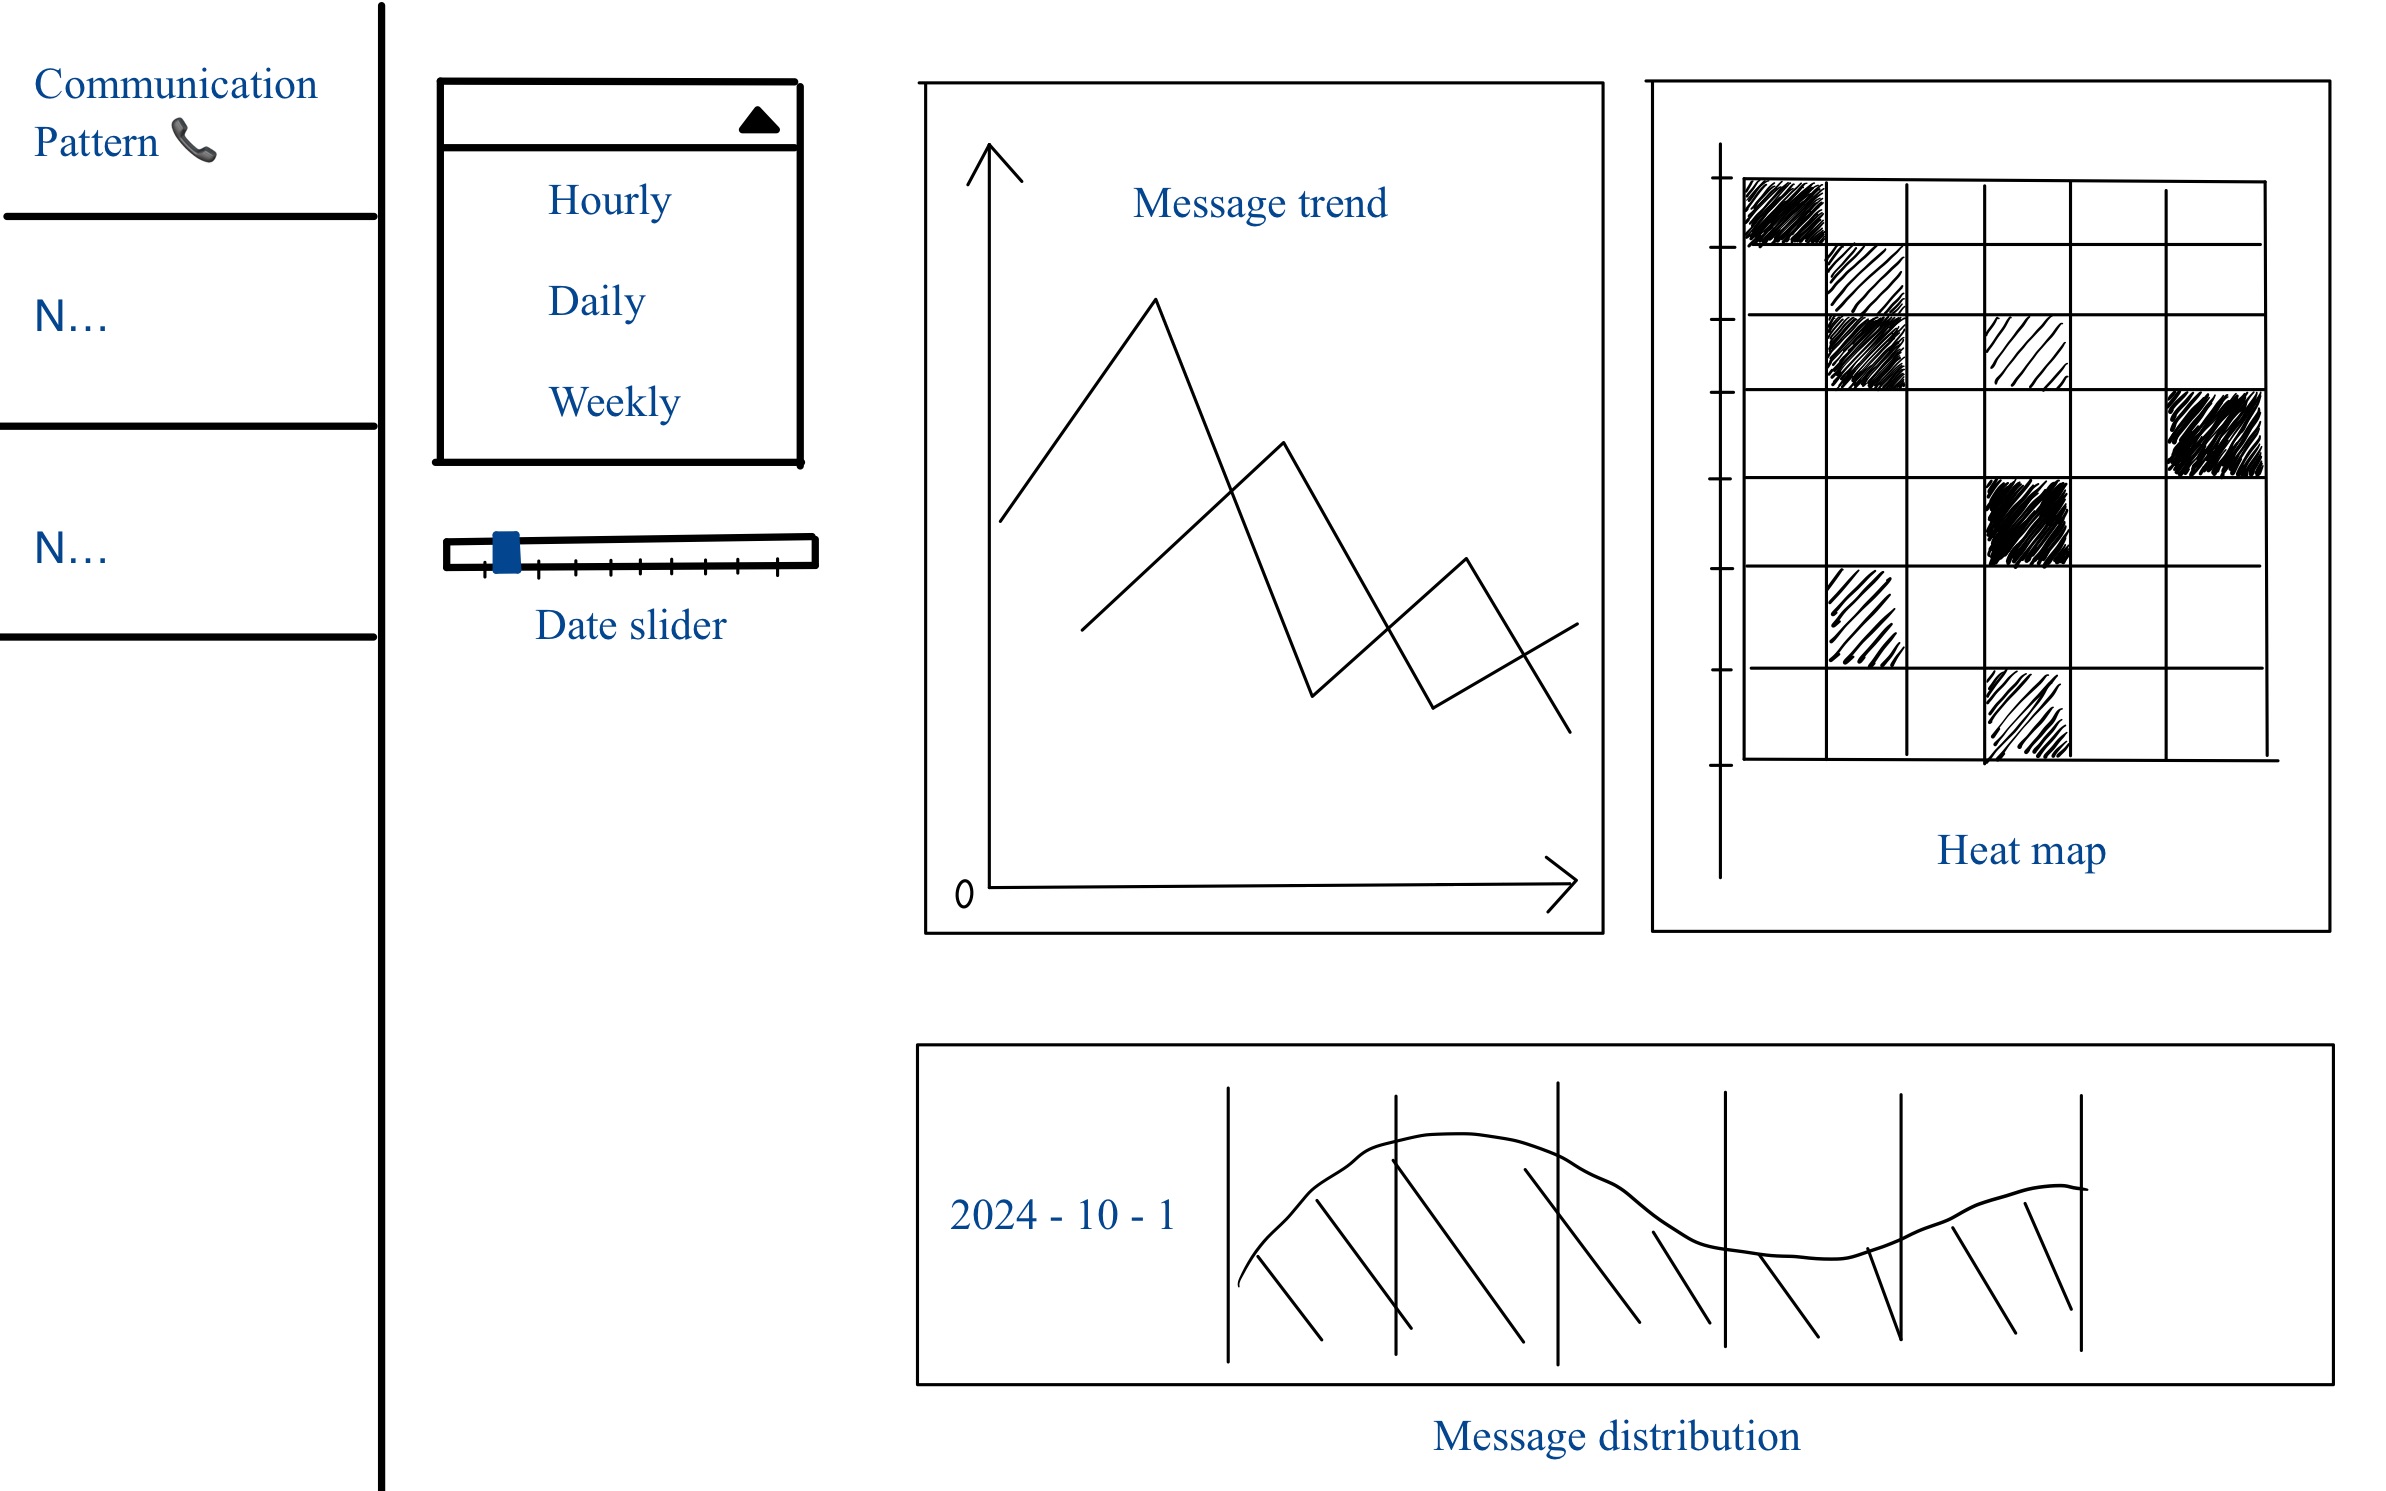 Communication
Pattern 📞
N...
N...
Hourly
Daily
Weekly
Date slider
Message trend
0
Heat map
2024 - 10 - 1
Message distribution